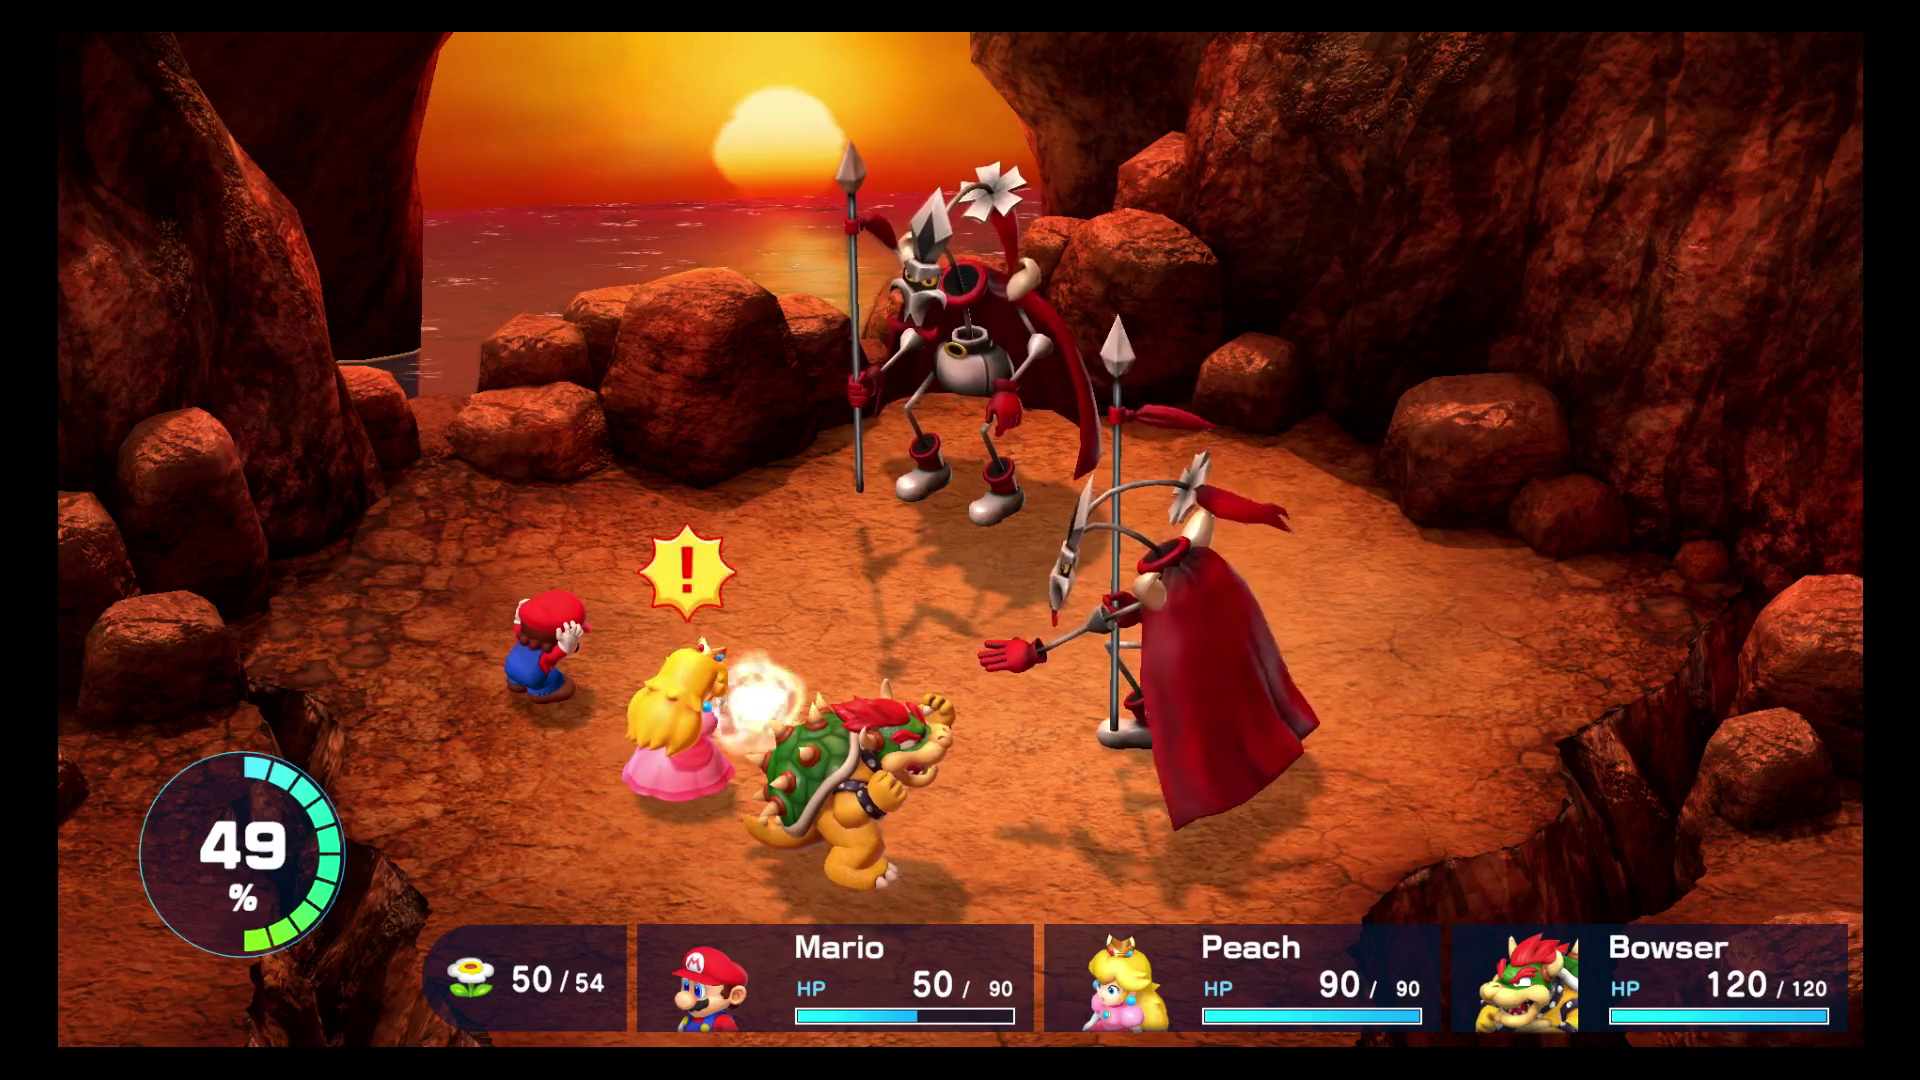 !
49
%
50 / 54
Mario
HP 50 / 90
Peach
HP 90 / 90
Bowser
HP 120 / 120